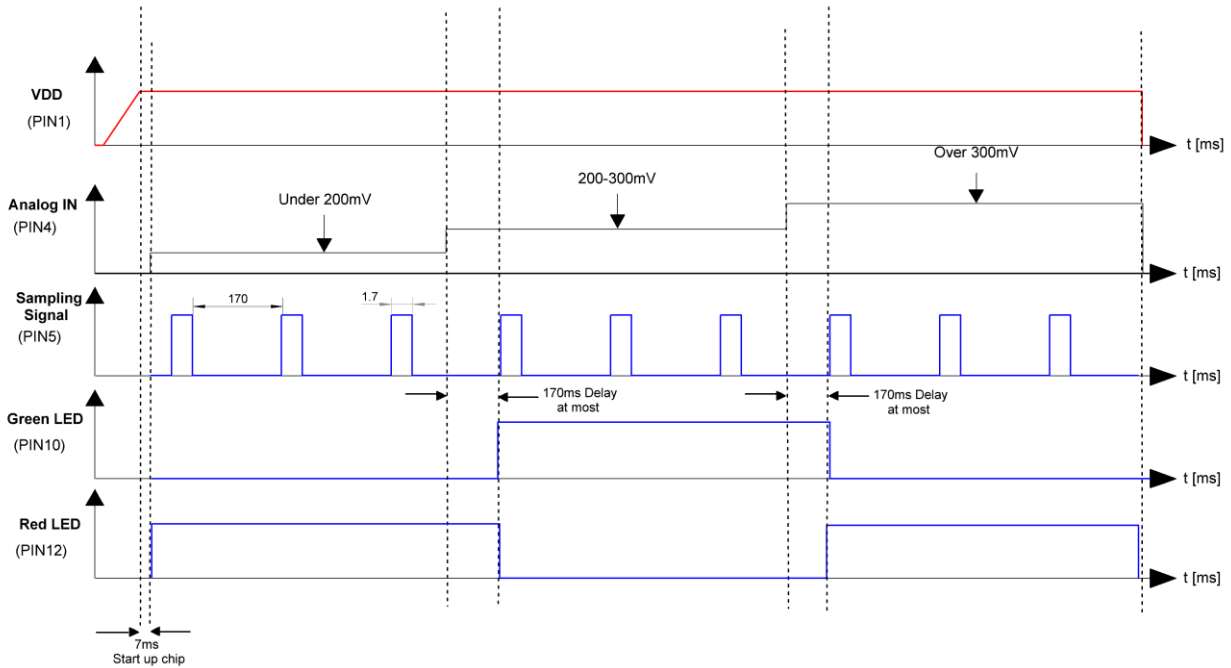 VDD
(PIN1)
t [ms]
Over 300mV
200-300mV
Under 200mV
Analog IN
(PIN4)
t [ms]
Sampling
Signal
(PIN5)
170
1.7
t [ms]
170ms Delay
at most
170ms Delay
at most
Green LED
(PIN10)
t [ms]
Red LED
(PIN12)
t [ms]
7ms
Start up chip